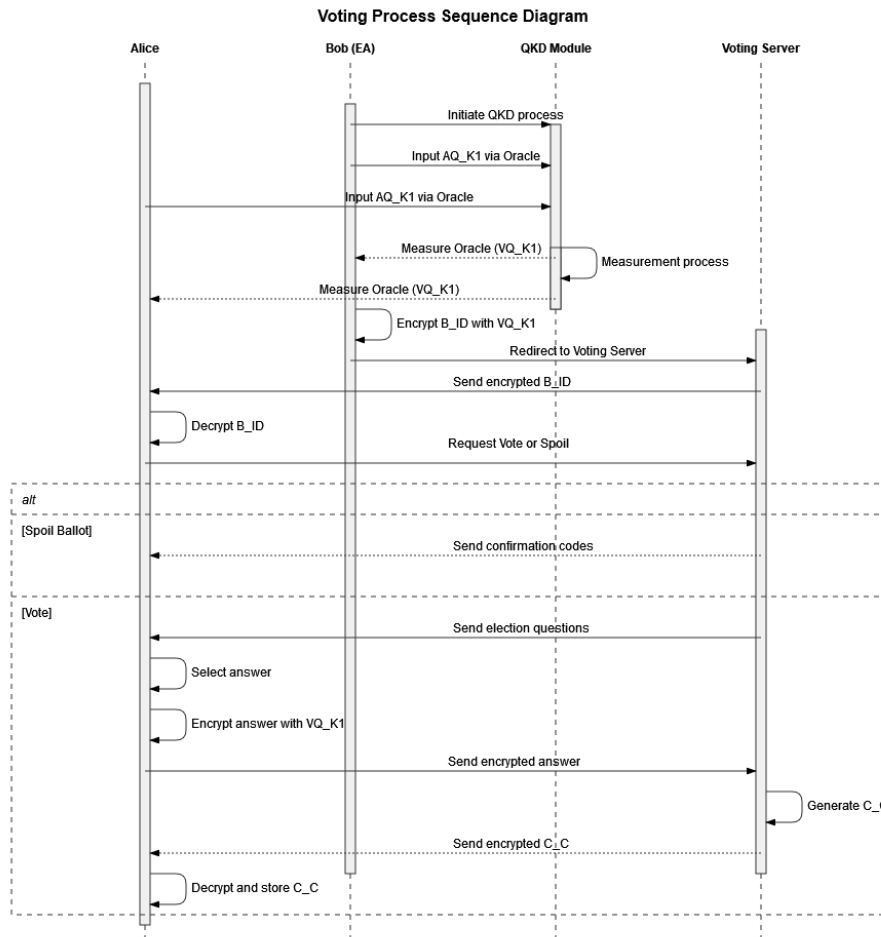 Voting Process Sequence Diagram
Alice
Bob (EA)
QKD Module
Voting Server
Initiate QKD process
Input AQ_K1 via Oracle
Input AQ_K1 via Oracle
Measure Oracle (VQ_K1)
Measurement process
Measure Oracle (VQ_K1)
Encrypt B_ID with VQ_K1
Redirect to Voting Server
Send encrypted B_ID
Decrypt B_ID
Request Vote or Spoil
alt
[Spoil Ballot]
Send confirmation codes
[Vote]
Send election questions
Select answer
Encrypt answer with VQ_K1
Send encrypted answer
Generate
Send encrypted C_C
Decrypt and store C_C